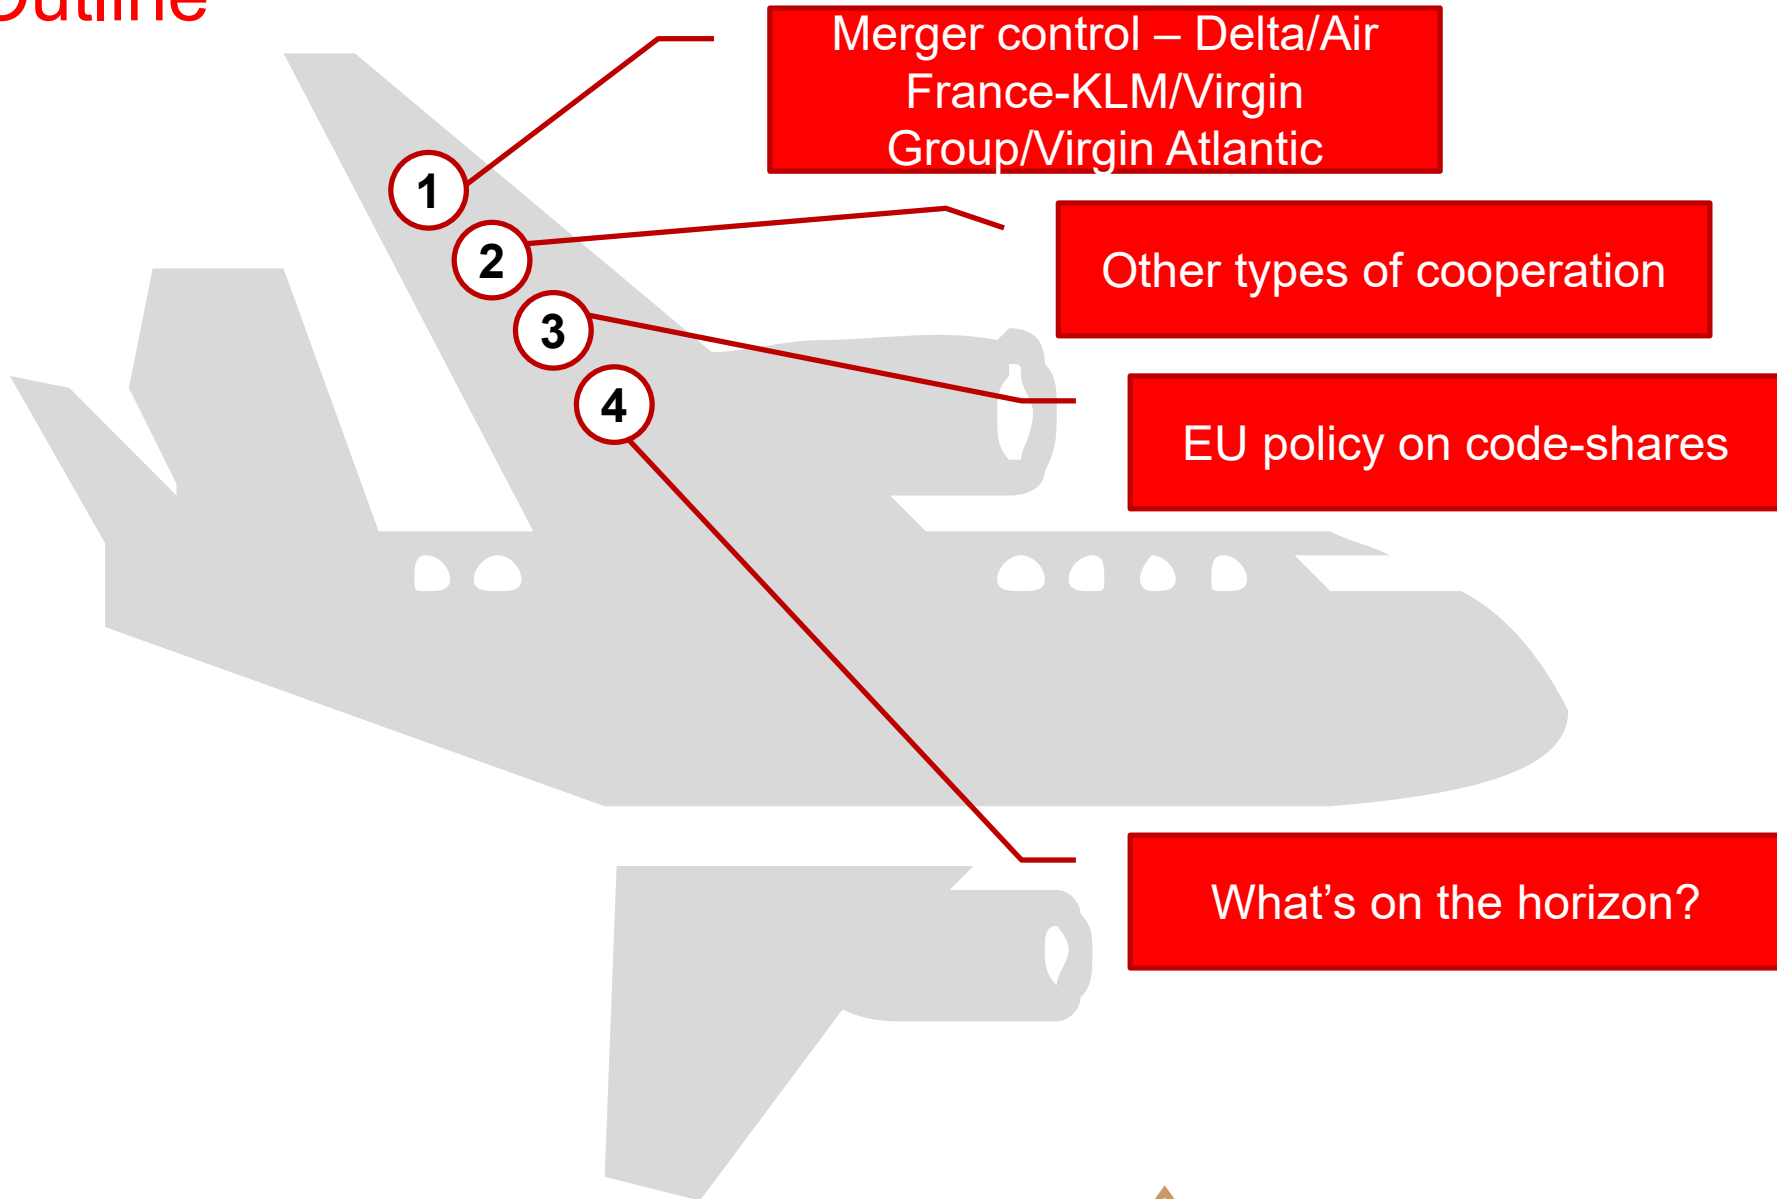 Outline
Merger control – Delta/Air
France-KLM/Virgin
Group/Virgin Atlantic
1
2
Other types of cooperation
3
4
EU policy on code-shares
What’s on the horizon?